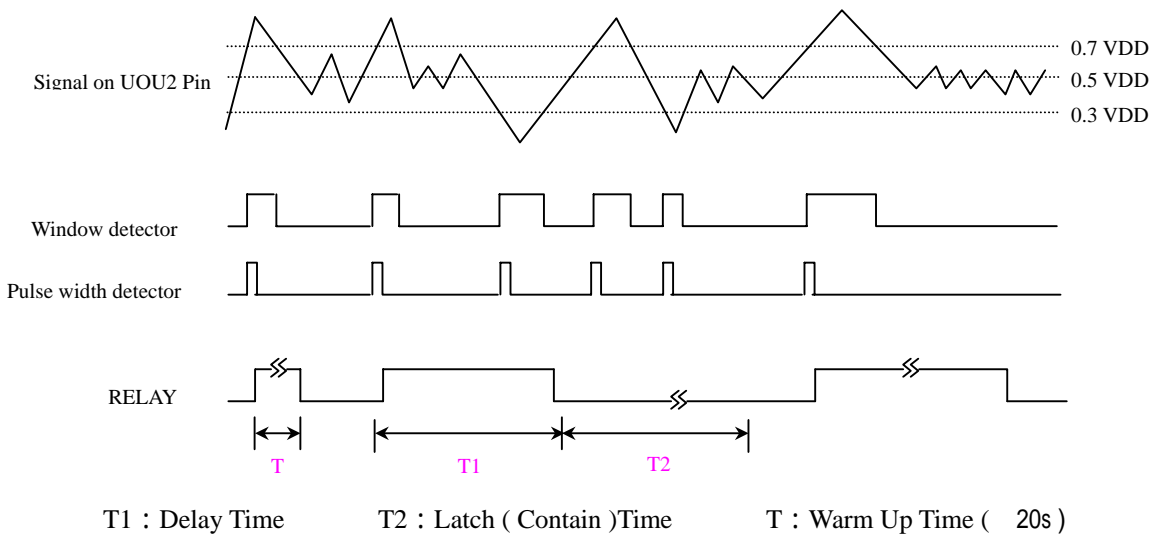 0.7 VDD
Signal on UOU2 Pin
0.5 VDD
0.3 VDD
Window detector
Pulse width detector
RELAY
T T1 T2
T1：Delay Time T2：Latch ( Contain )Time T：Warm Up Time ( 20s )